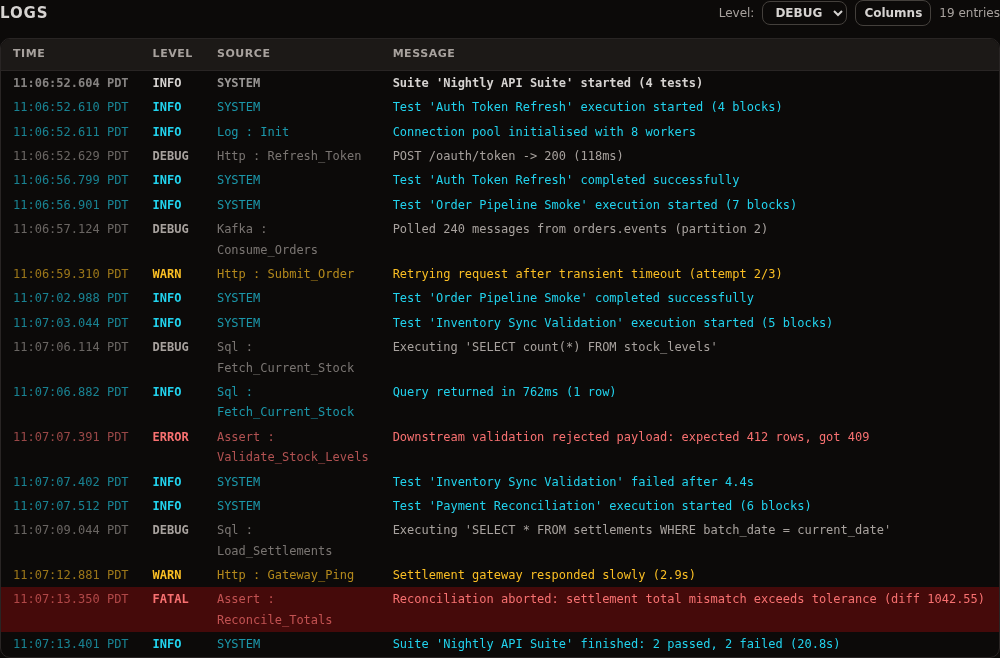 LOGS Level: DEBUG Columns 19 entries
TIME LEVEL SOURCE MESSAGE
11:06:52.604 PDT INFO SYSTEM Suite 'Nightly API Suite' started (4 tests)
11:06:52.610 PDT INFO SYSTEM Test 'Auth Token Refresh' execution started (4 blocks)
11:06:52.611 PDT INFO Log : Init Connection pool initialised with 8 workers
11:06:52.629 PDT DEBUG Http : Refresh_Token POST /oauth/token -> 200 (118ms)
11:06:56.799 PDT INFO SYSTEM Test 'Auth Token Refresh' completed successfully
11:06:56.901 PDT INFO SYSTEM Test 'Order Pipeline Smoke' execution started (7 blocks)
11:06:57.124 PDT DEBUG Kafka : Polled 240 messages from orders.events (partition 2)
Consume_Orders
11:06:59.310 PDT WARN Http : Submit_Order Retrying request after transient timeout (attempt 2/3)
11:07:02.988 PDT INFO SYSTEM Test 'Order Pipeline Smoke' completed successfully
11:07:03.044 PDT INFO SYSTEM Test 'Inventory Sync Validation' execution started (5 blocks)
11:07:06.114 PDT DEBUG Sql : Executing 'SELECT count(*) FROM stock_levels'
Fetch_Current_Stock
11:07:06.882 PDT INFO Sql : Query returned in 762ms (1 row)
Fetch_Current_Stock
11:07:07.391 PDT ERROR Assert : Downstream validation rejected payload: expected 412 rows, got 409
Validate_Stock_Levels
11:07:07.402 PDT INFO SYSTEM Test 'Inventory Sync Validation' failed after 4.4s
11:07:07.512 PDT INFO SYSTEM Test 'Payment Reconciliation' execution started (6 blocks)
11:07:09.044 PDT DEBUG Sql : Executing 'SELECT * FROM settlements WHERE batch_date = current_date'
Load_Settlements
11:07:12.881 PDT WARN Http : Gateway_Ping Settlement gateway responded slowly (2.9s)
11:07:13.350 PDT FATAL Assert : Reconciliation aborted: settlement total mismatch exceeds tolerance (diff 1042.55)
Reconcile_Totals
11:07:13.401 PDT INFO SYSTEM Suite 'Nightly API Suite' finished: 2 passed, 2 failed (20.8s)